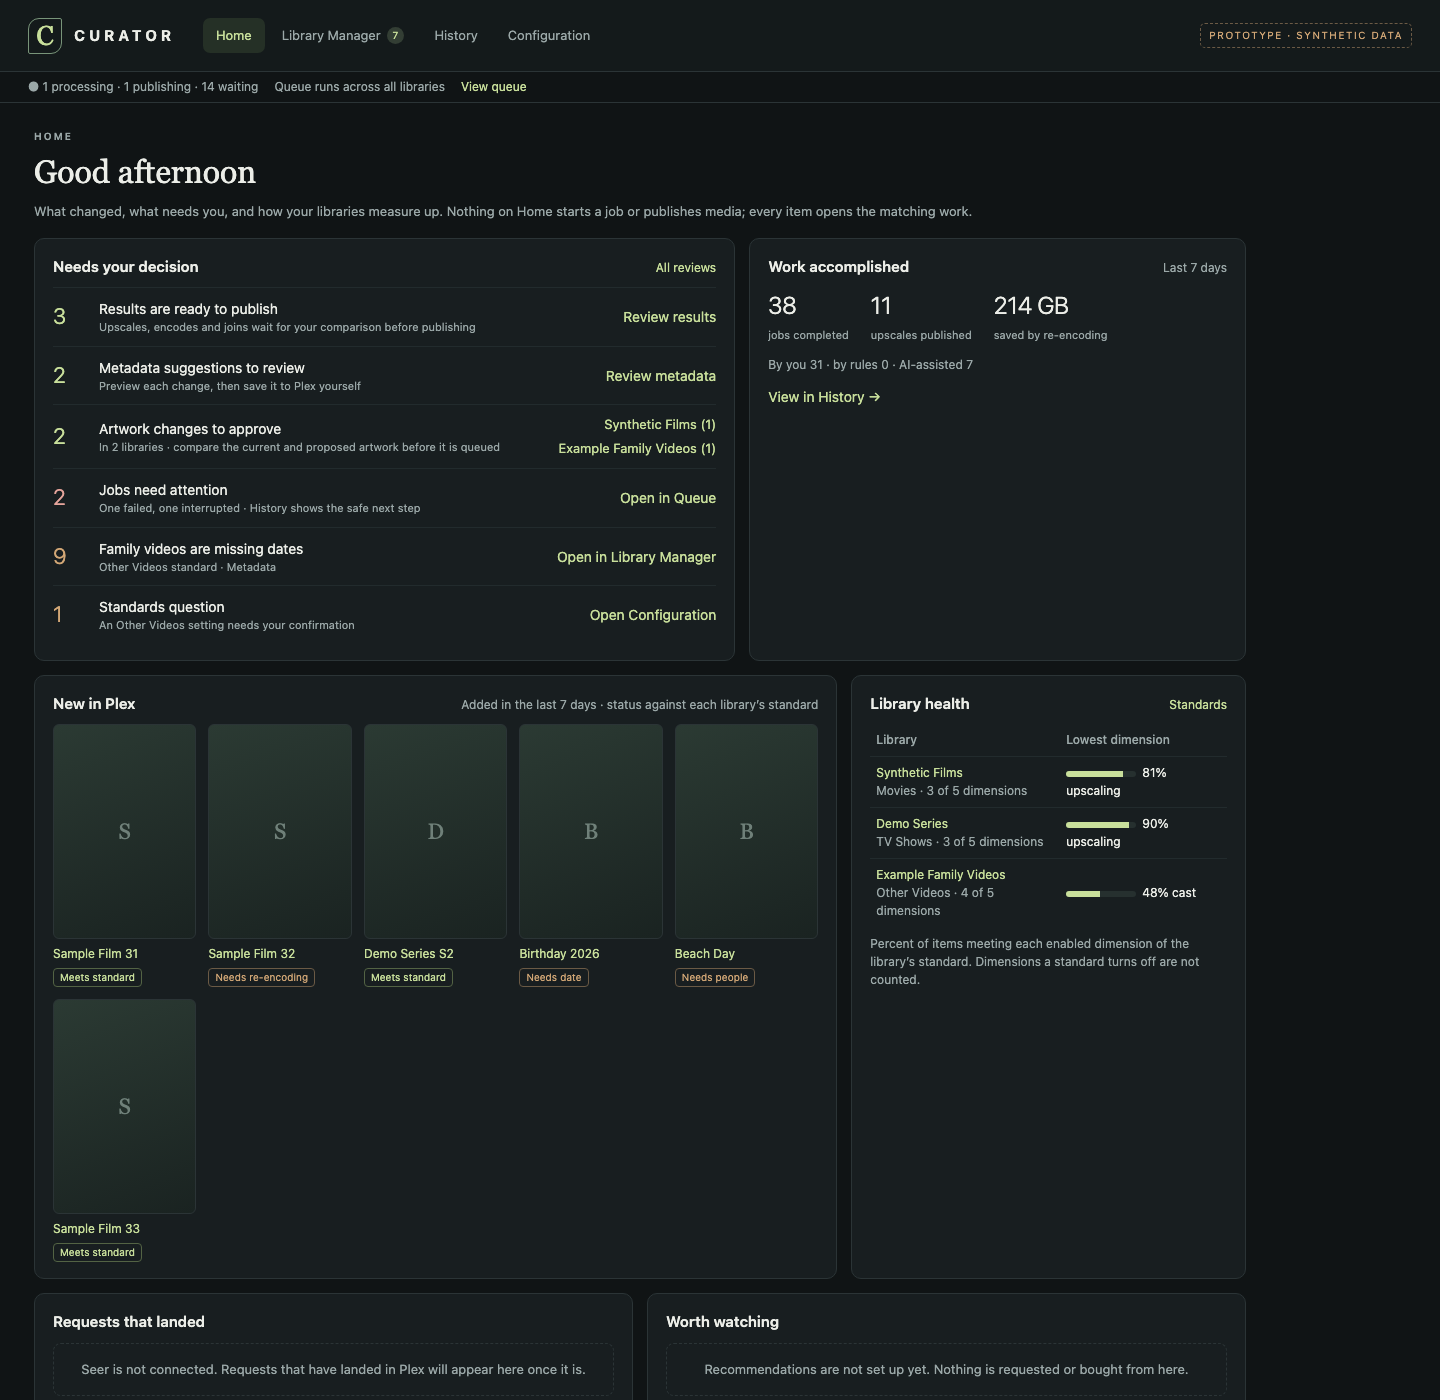 C CURATOR Home Library Manager 7 History Configuration PROTOTYPE · SYNTHETIC DATA
1 processing · 1 publishing · 14 waiting Queue runs across all libraries View queue
HOME
Good afternoon
What changed, what needs you, and how your libraries measure up. Nothing on Home starts a job or publishes media; every item opens the matching work.
Needs your decision All reviews
3 Results are ready to publish Review results
Upscales, encodes and joins wait for your comparison before publishing
2 Metadata suggestions to review Review metadata
Preview each change, then save it to Plex yourself
2 Artwork changes to approve
In 2 libraries · compare the current and proposed artwork before it is queued
Synthetic Films (1)
Example Family Videos (1)
2 Jobs need attention Open in Queue
One failed, one interrupted · History shows the safe next step
9 Family videos are missing dates Open in Library Manager
Other Videos standard · Metadata
1 Standards question Open Configuration
An Other Videos setting needs your confirmation
Work accomplished Last 7 days
38 11 214 GB
jobs completed upscales published saved by re-encoding
By you 31 · by rules 0 · AI-assisted 7
View in History →
New in Plex Added in the last 7 days · status against each library's standard
S S D B B
Sample Film 31 Sample Film 32 Demo Series S2 Birthday 2026 Beach Day
Meets standard Needs re-encoding Meets standard Needs date Needs people
S
Sample Film 33
Meets standard
Library health Standards
Library Lowest dimension
Synthetic Films 81%
Movies · 3 of 5 dimensions upscaling
Demo Series 90%
TV Shows · 3 of 5 dimensions upscaling
Example Family Videos
Other Videos · 4 of 5 48% cast
dimensions
Percent of items meeting each enabled dimension of the
library's standard. Dimensions a standard turns off are not
counted.
Requests that landed
Seer is not connected. Requests that have landed in Plex will appear here once it is.
Worth watching
Recommendations are not set up yet. Nothing is requested or bought from here.